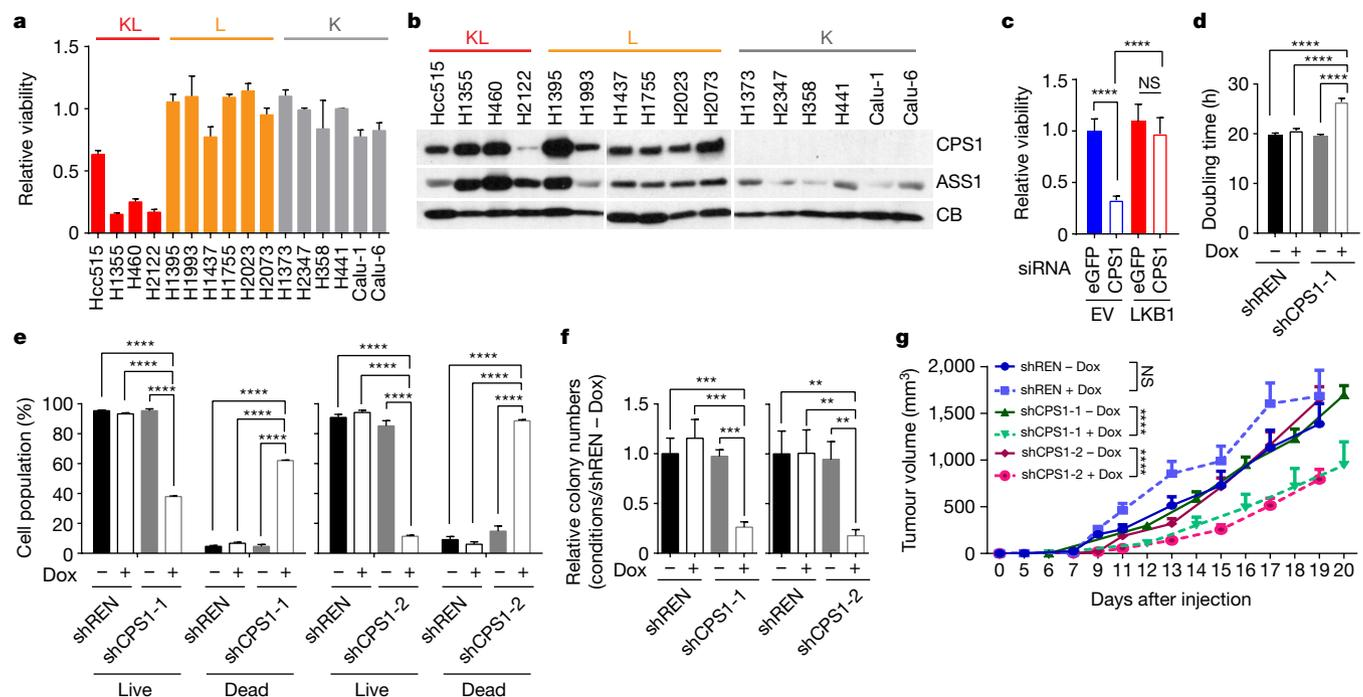 a
KL
L
K
Relative viability
1.5
1.0
0.5
0
Hcc515
H1355
H460
H2122
H1395
H1993
H1437
H1755
H2023
H2073
H1373
H2347
H358
H441
Calu-1
Calu-6
b
KL
L
K
Hcc515
H1355
H460
H2122
H1395
H1993
H1437
H1755
H2023
H2073
H1373
H2347
H358
H441
Calu-1
Calu-6
CPS1
ASS1
CB
c
****
**** NS
Relative viability
1.5
1.0
0.5
0
siRNA
eGFP
CPS1
eGFP
CPS1
EV LKB1
d
****
****
****
Doubling time (h)
30
20
10
0
Dox − + − +
shREN
shCPS1-1
e
Cell population (%)
100
80
60
40
20
0
****
****
****
****
****
****
****
****
****
****
****
****
Dox − + − + − + − + − + − + − + − +
shREN
shCPS1-1
shREN
shCPS1-1
shREN
shCPS1-2
shREN
shCPS1-2
Live Dead Live Dead
f
Relative colony numbers
(conditions/shREN – Dox)
1.5
1.0
0.5
0
***
***
***
**
**
**
Dox − + − + − + − +
shREN
shCPS1-1
shREN
shCPS1-2
g
Tumour volume (mm3)
2,000
1,500
1,000
500
0
shREN – Dox
shREN + Dox
NS
shCPS1-1 – Dox
shCPS1-1 + Dox
****
shCPS1-2 – Dox
shCPS1-2 + Dox
****
0 5 6 7 9 11 12 13 14 15 16 17 18 19 20
Days after injection